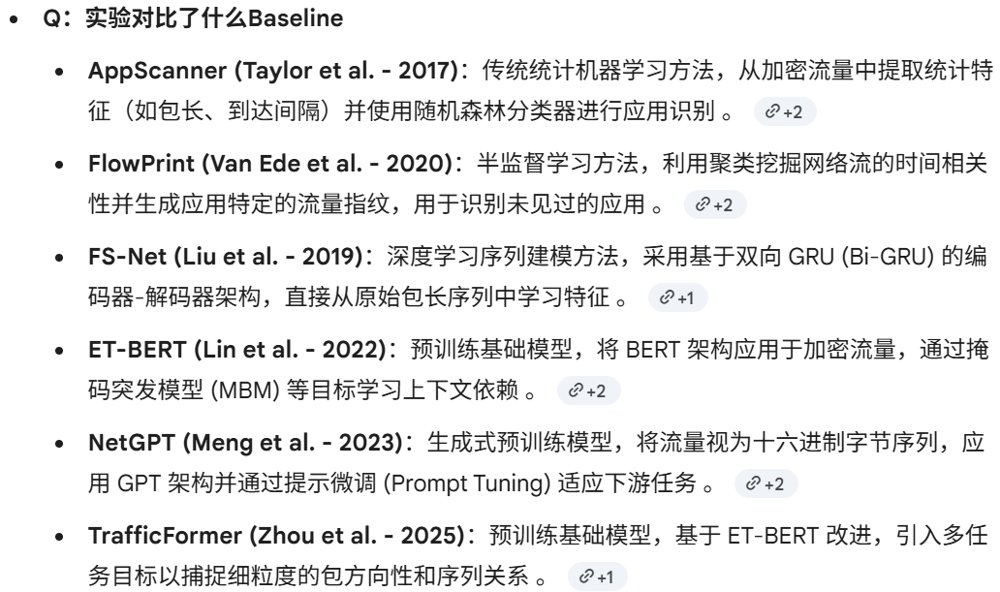 Q：实验对比了什么Baseline
AppScanner (Taylor et al. - 2017)：传统统计机器学习方法，从加密流量中提取统计特
征（如包长、到达间隔）并使用随机森林分类器进行应用识别 。 +2
FlowPrint (Van Ede et al. - 2020)：半监督学习方法，利用聚类挖掘网络流的时间相关
性并生成应用特定的流量指纹，用于识别未见过的应用 。 +2
FS-Net (Liu et al. - 2019)：深度学习序列建模方法，采用基于双向 GRU (Bi-GRU) 的编
码器-解码器架构，直接从原始包长序列中学习特征 。 +1
ET-BERT (Lin et al. - 2022)：预训练基础模型，将 BERT 架构应用于加密流量，通过掩
码突发模型 (MBM) 等目标学习上下文依赖 。 +2
NetGPT (Meng et al. - 2023)：生成式预训练模型，将流量视为十六进制字节序列，应
用 GPT 架构并通过提示微调 (Prompt Tuning) 适应下游任务 。 +2
TrafficFormer (Zhou et al. - 2025)：预训练基础模型，基于 ET-BERT 改进，引入多任
务目标以捕捉细粒度的包方向性和序列关系 。 +1